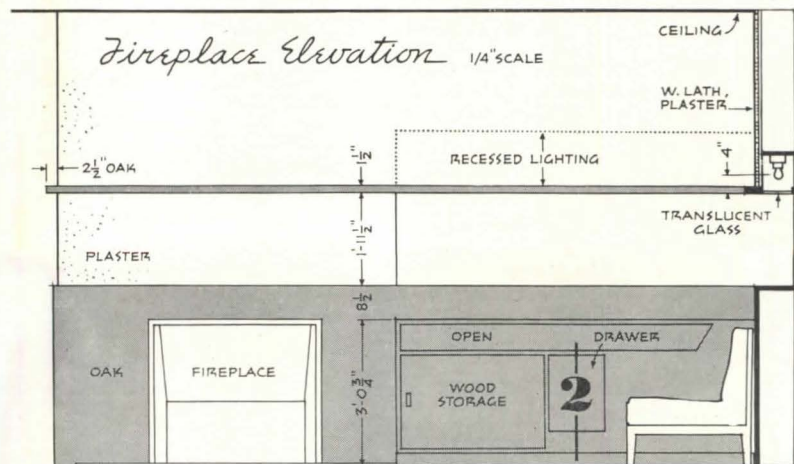 Fireplace Elevation 1/4" SCALE
CEILING
W. LATH,
PLASTER
4"
1½"
RECESSED LIGHTING
2½" OAK
TRANSLUCENT
GLASS
1'-11½"
PLASTER
8½
OPEN
DRAWER
OAK
FIREPLACE
3'-0¾"
WOOD
STORAGE
2